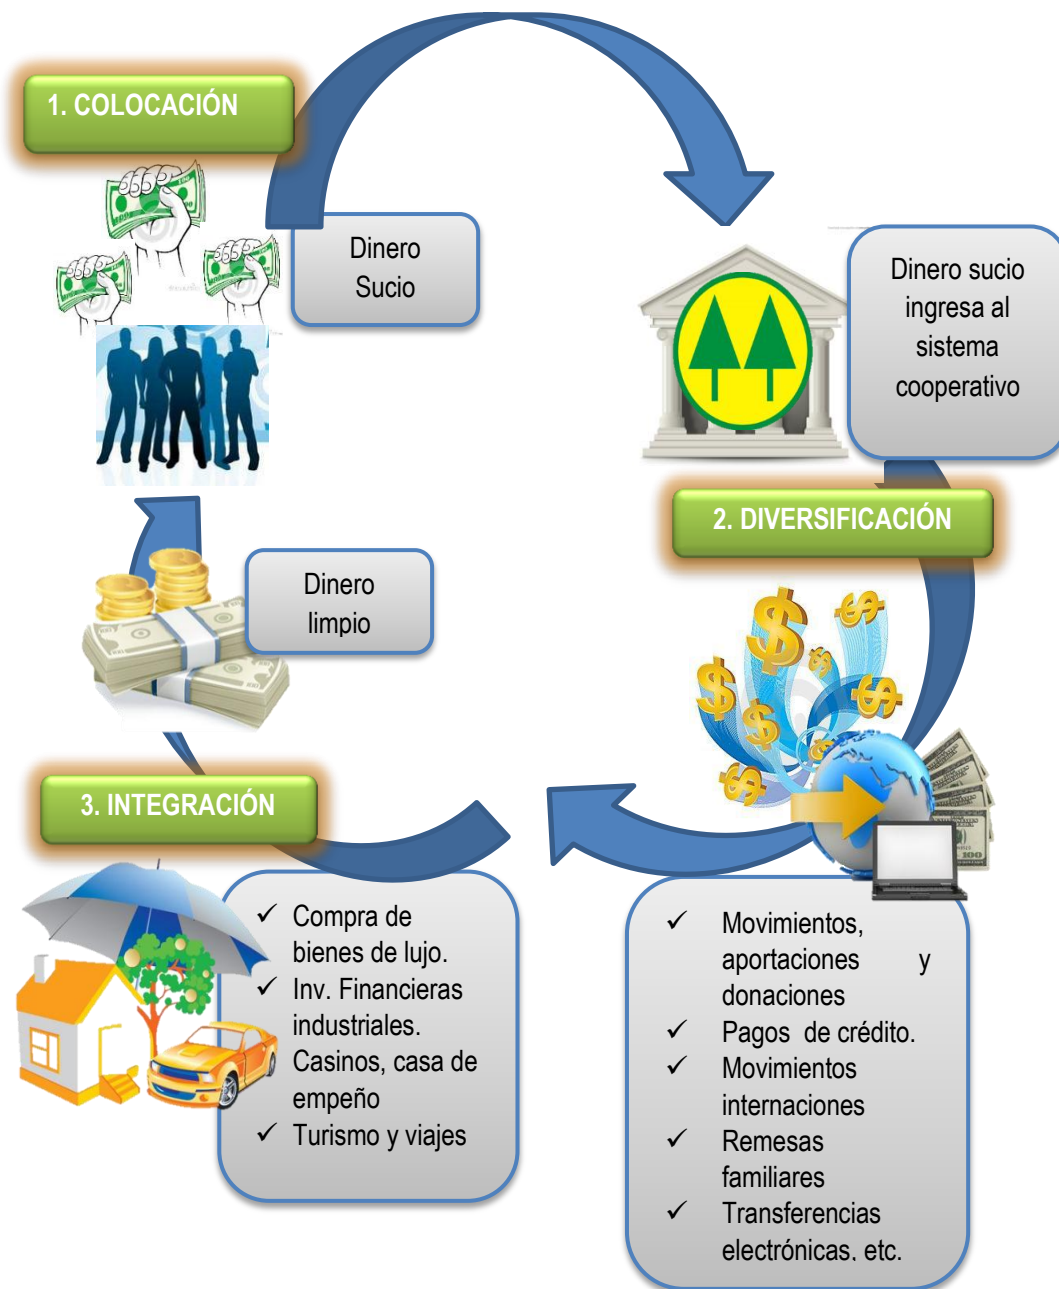 1. COLOCACIÓN
Dinero
Sucio
Dinero sucio
ingresa al
sistema
cooperativo
2. DIVERSIFICACIÓN
Dinero
limpio
3. INTEGRACIÓN
✓ Compra de
bienes de lujo.
✓ Inv. Financieras
industriales.
Casinos, casa de
empeño
✓ Turismo y viajes
✓ Movimientos,
aportaciones y
donaciones
✓ Pagos de crédito.
✓ Movimientos
internaciones
✓ Remesas
familiares
✓ Transferencias
electrónicas, etc.